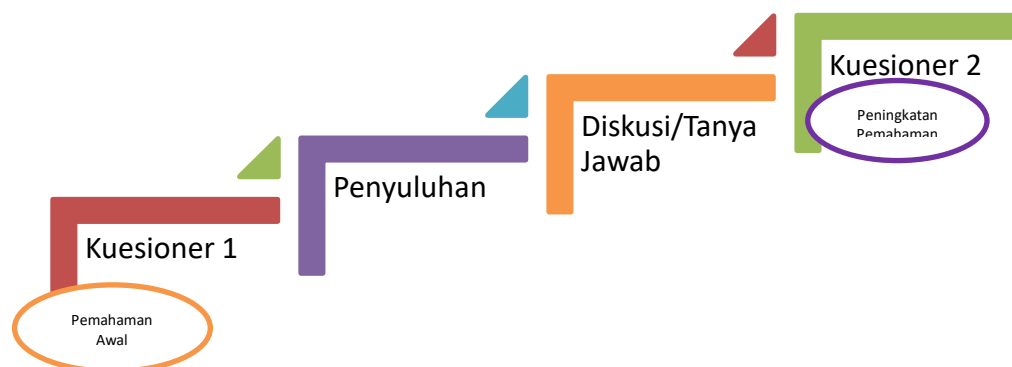 Kuesioner 1
Pemahaman
Awal
Penyuluhan
Diskusi/Tanya
Jawab
Kuesioner 2
Peningkatan
Pemahaman